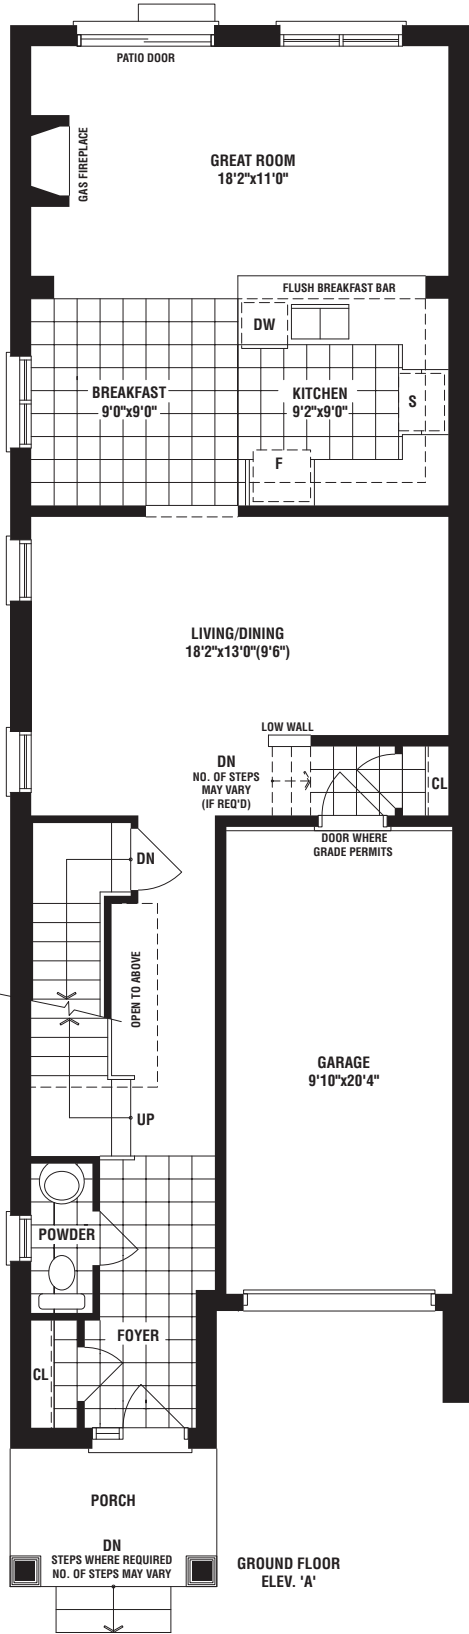 PATIO DOOR
GAS FIREPLACE
GREAT ROOM
18'2"x11'0"
FLUSH BREAKFAST BAR
DW
BREAKFAST
9'0"x9'0"
KITCHEN
9'2"x9'0"
S
F
LIVING/DINING
18'2"x13'0"(9'6")
LOW WALL
DN
NO. OF STEPS
MAY VARY
(IF REQ'D)
CL
DOOR WHERE
GRADE PERMITS
DN
OPEN TO ABOVE
GARAGE
9'10"x20'4"
UP
POWDER
FOYER
CL
PORCH
DN
STEPS WHERE REQUIRED
NO. OF STEPS MAY VARY
GROUND FLOOR
ELEV. 'A'